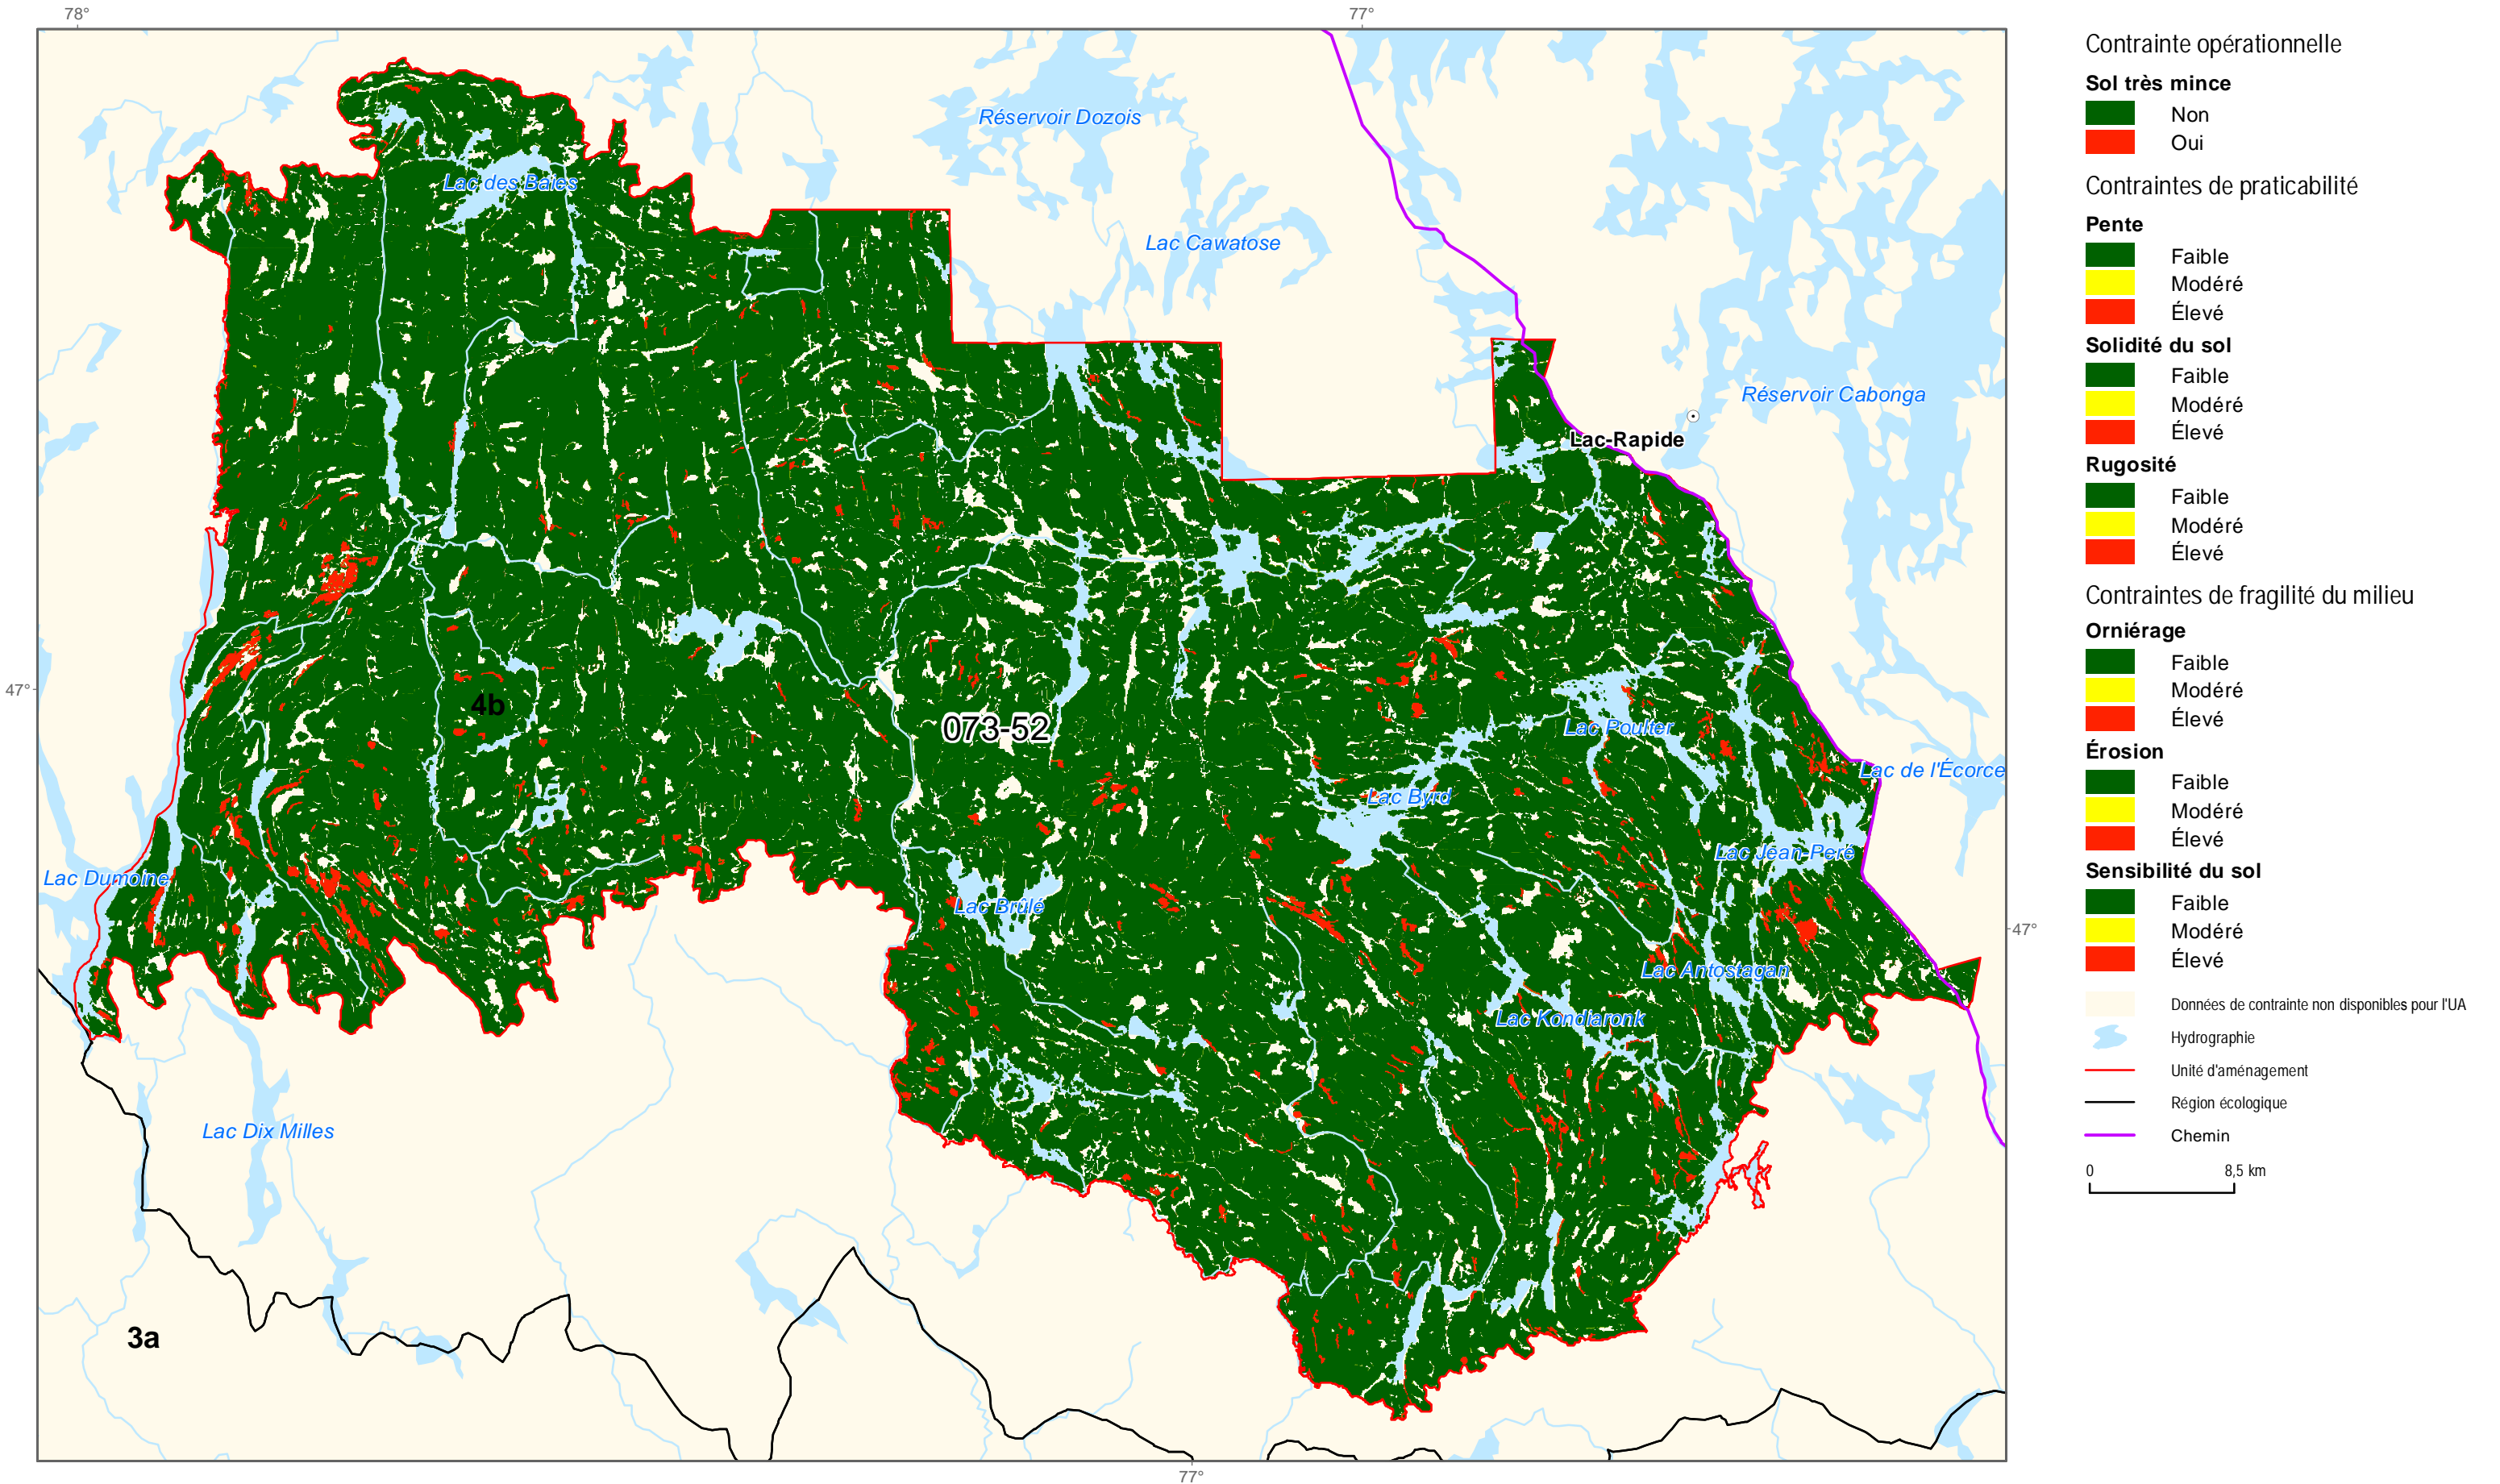 78°
77°
Réservoir Dozois
Lac des Baies
Lac Cawatose
Réservoir Cabonga
Lac-Rapide
47°
4b
073-52
Lac Poulter
Lac de l'Écorce
Lac Byrd
Lac Jean-Peré
Lac Dumoine
Lac Brûlé
47°
Lac Antostagan
Lac Kondiaronk
Lac Dix Milles
3a
77°
Contrainte opérationnelle
Sol très mince
Non
Oui
Contraintes de praticabilité
Pente
Faible
Modéré
Élevé
Solidité du sol
Faible
Modéré
Élevé
Rugosité
Faible
Modéré
Élevé
Contraintes de fragilité du milieu
Orniérage
Faible
Modéré
Élevé
Érosion
Faible
Modéré
Élevé
Sensibilité du sol
Faible
Modéré
Élevé
Données de contrainte non disponibles pour l'UA
Hydrographie
Unité d'aménagement
Région écologique
Chemin
0 8,5 km